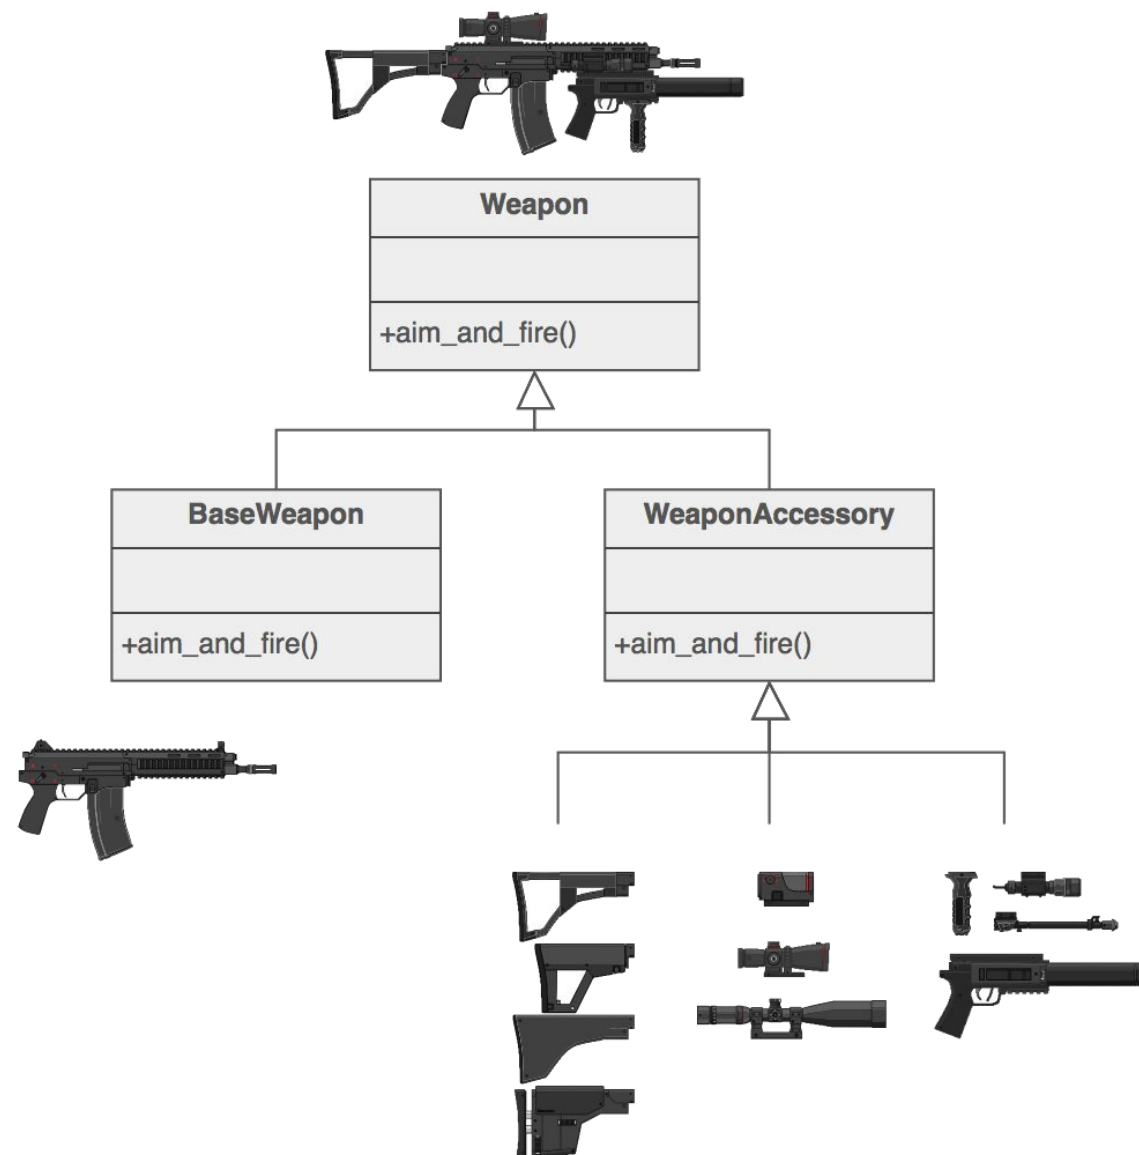 Weapon
+aim_and_fire()
BaseWeapon
+aim_and_fire()
WeaponAccessory
+aim_and_fire()